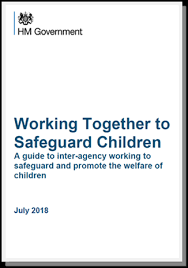 HM Government
Working Together to
Safeguard Children
A guide to inter-agency working to
safeguard and promote the welfare of
children
July 2018